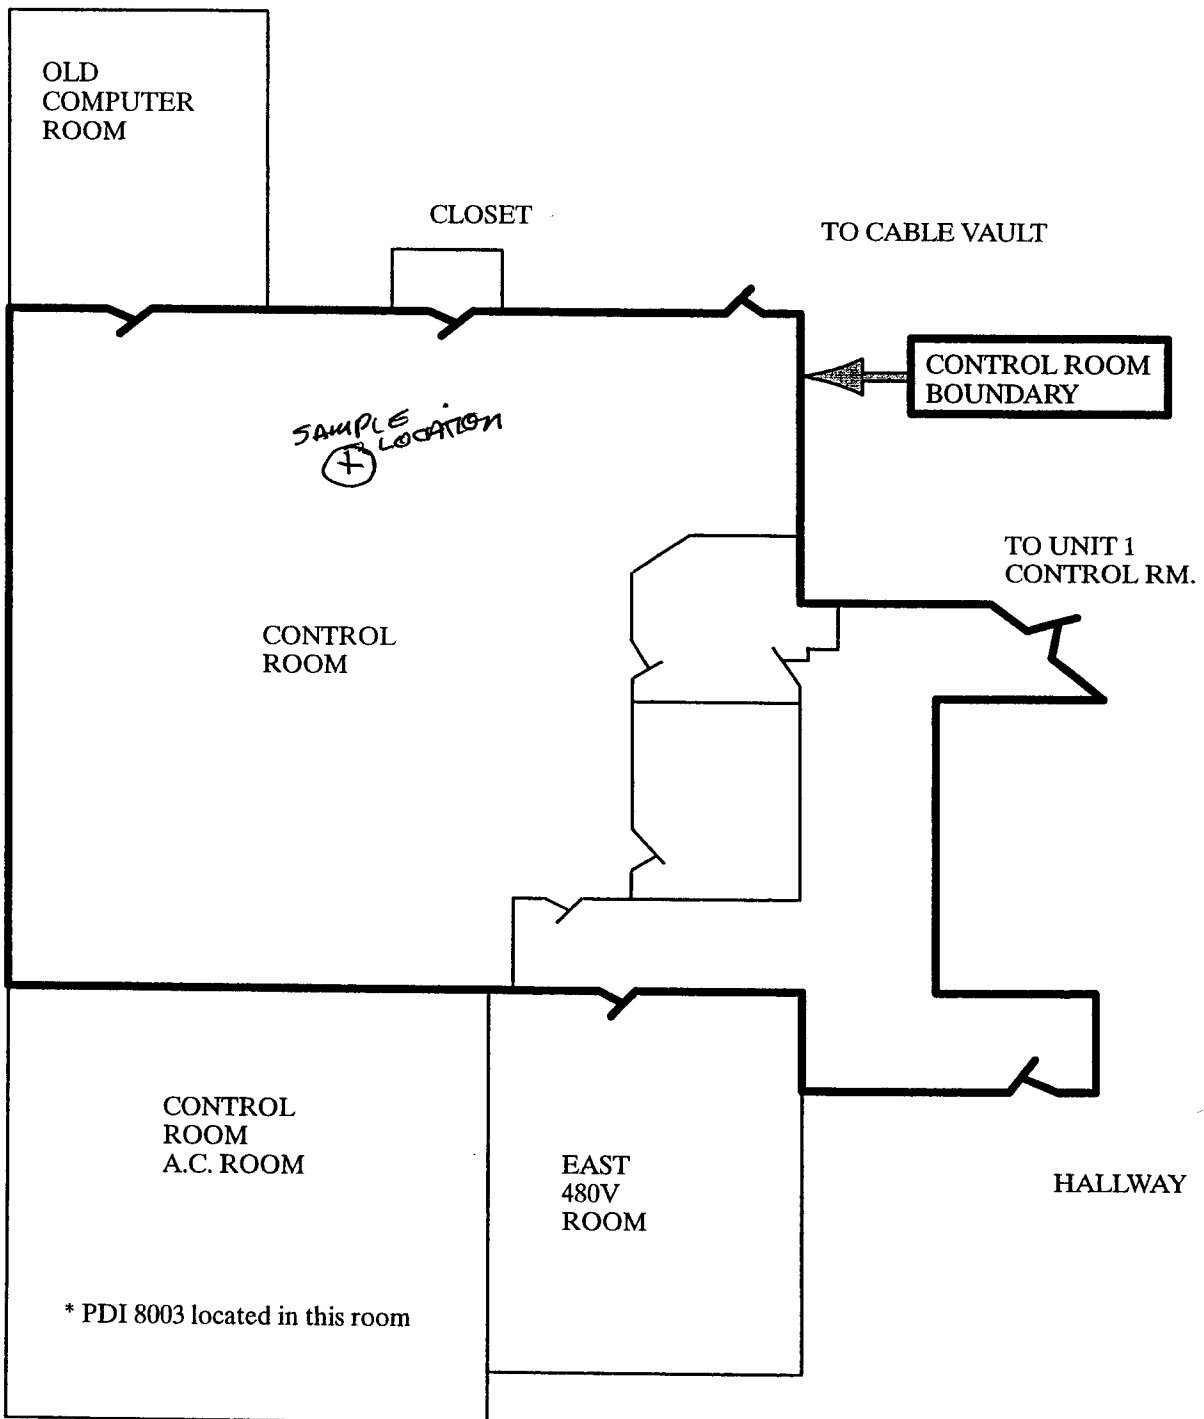 OLD
COMPUTER
ROOM
CLOSET
TO CABLE VAULT
CONTROL ROOM
BOUNDARY
SAMPLE
LOCATION
TO UNIT 1
CONTROL RM.
CONTROL
ROOM
CONTROL
ROOM
A.C. ROOM
EAST
480V
ROOM
HALLWAY
* PDI 8003 located in this room